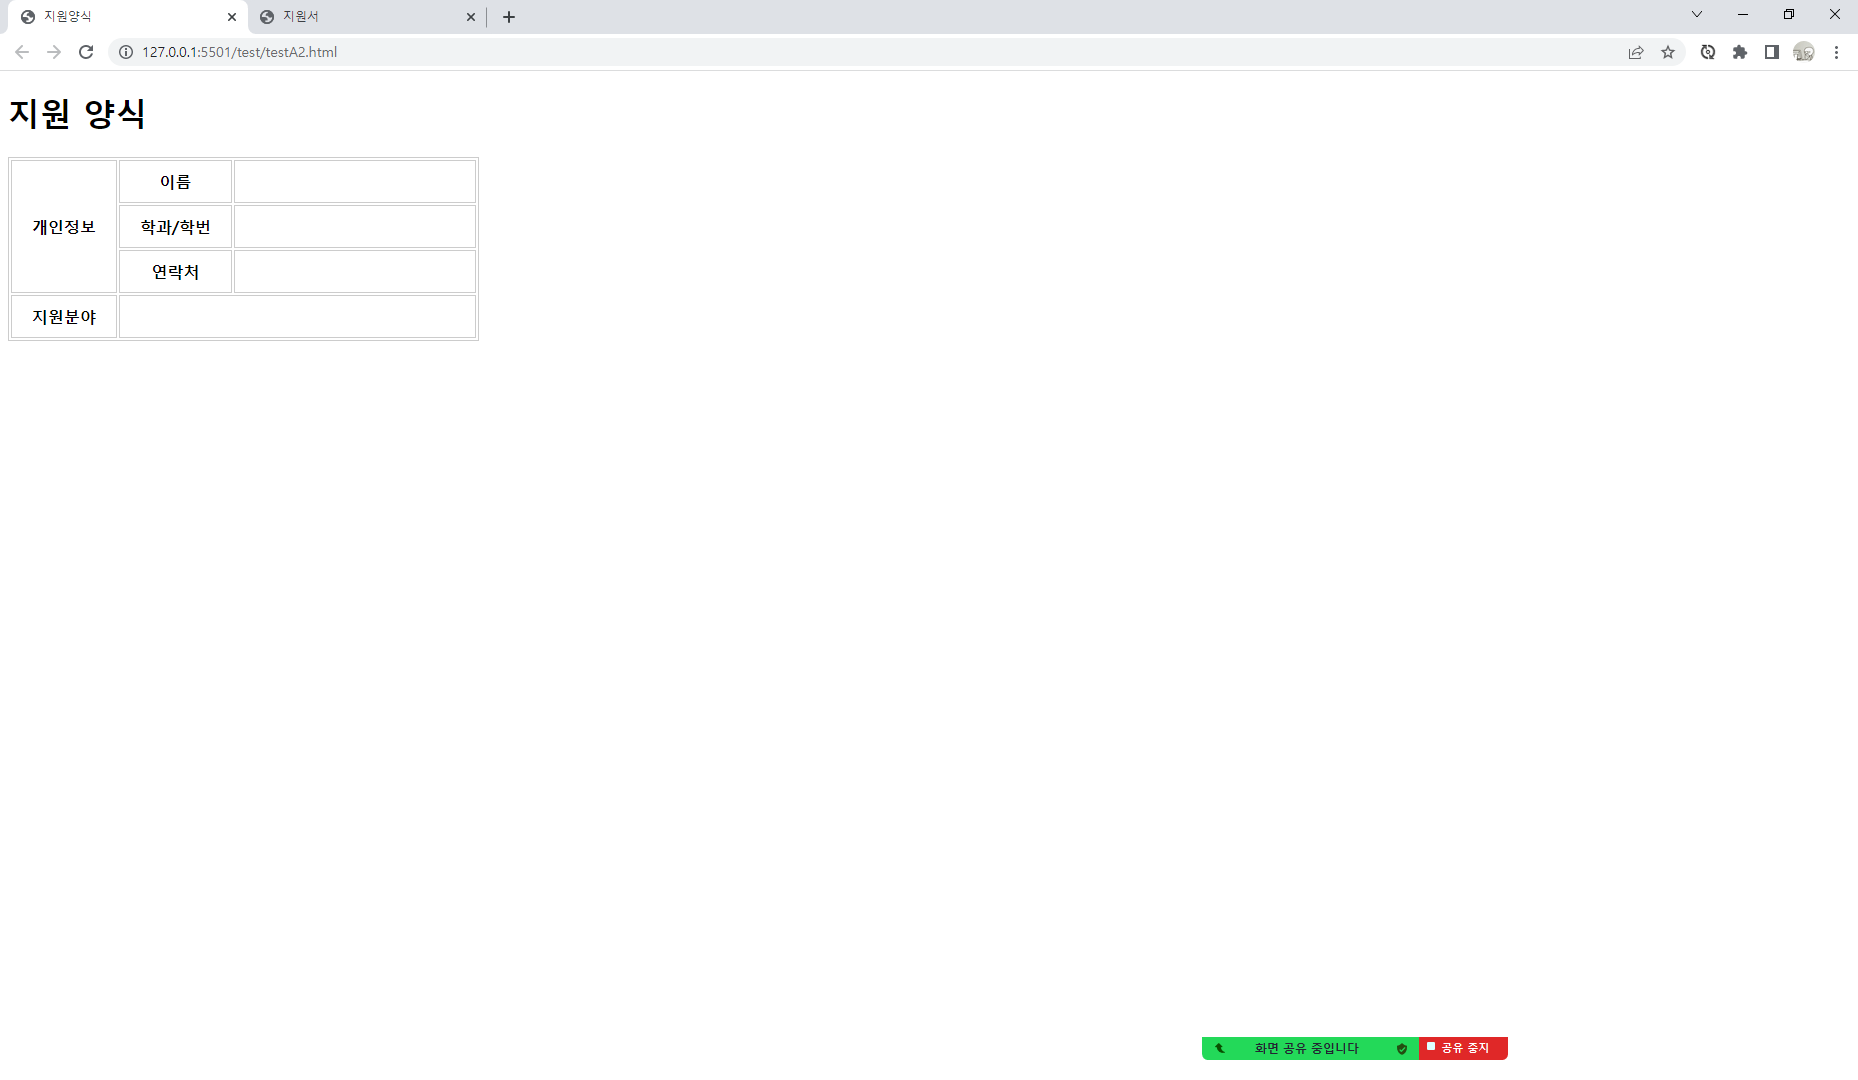 지원양식
지원서
127.0.0.1:5501/test/testA2.html
지원 양식
개인정보
이름
학과/학번
연락처
지원분야
화면 공유 중입니다
공유 중지